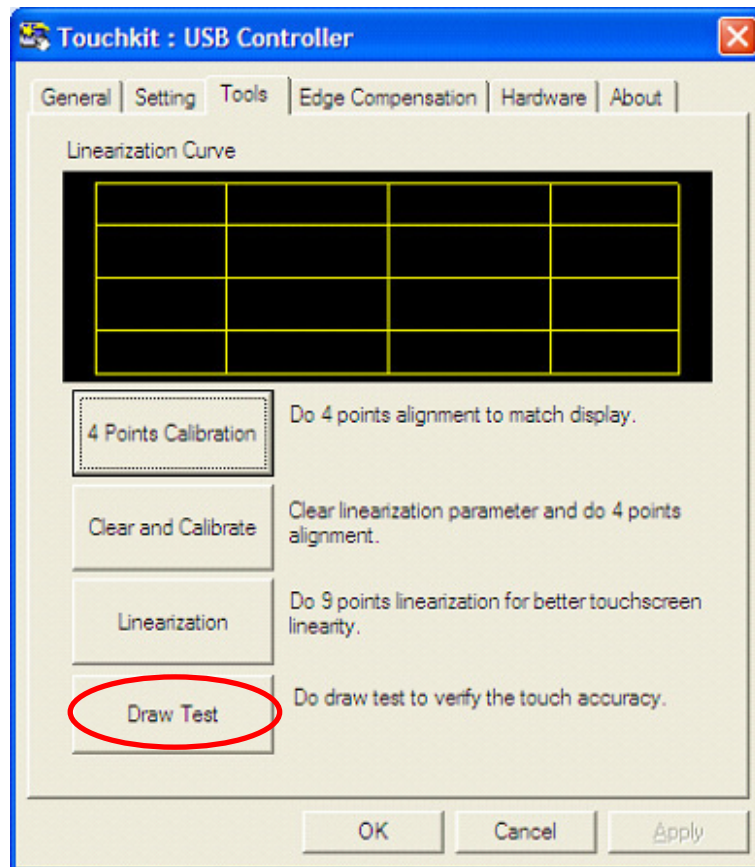 Touchkit : USB Controller
General Setting Tools Edge Compensation Hardware About
Linearization Curve
4 Points Calibration
Do 4 points alignment to match display.
Clear and Calibrate
Clear linearization parameter and do 4 points
alignment.
Linearization
Do 9 points linearization for better touchscreen
linearity.
Draw Test
Do draw test to verify the touch accuracy.
OK Cancel Apply